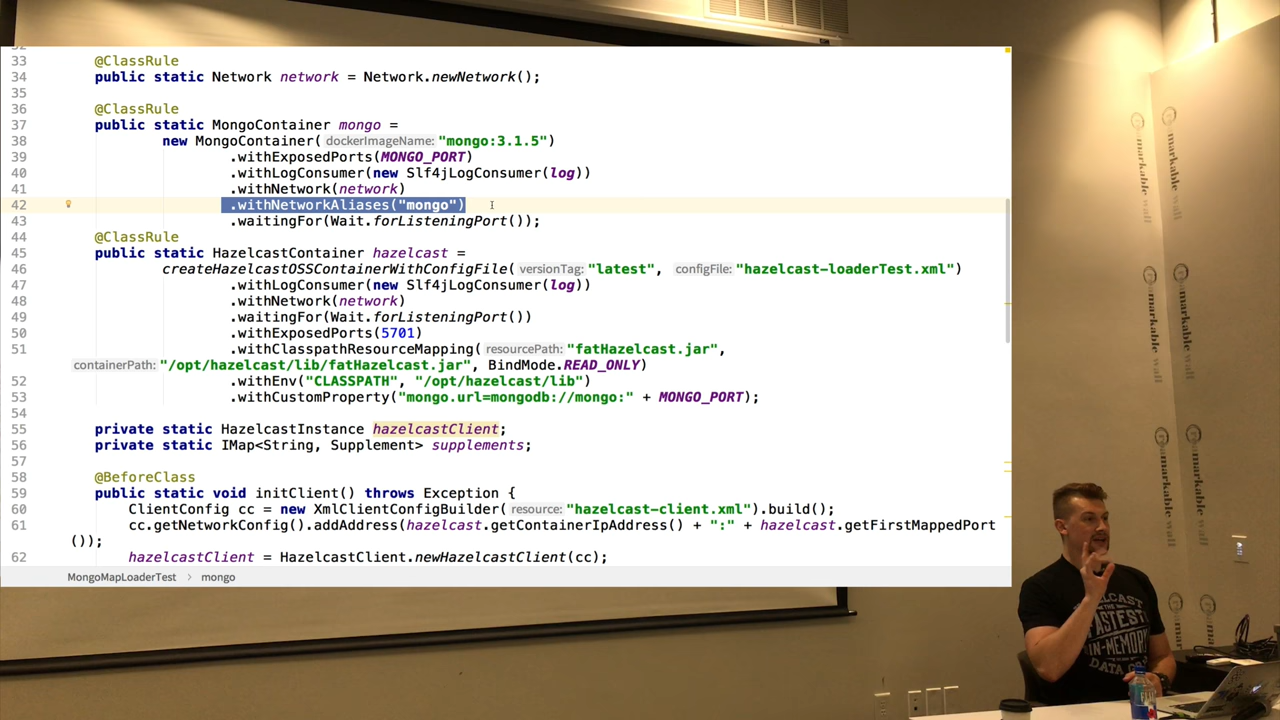 33 @ClassRule
34 public static Network network = Network.newNetwork();
35
36 @ClassRule
37 public static MongoContainer mongo =
38 new MongoContainer( dockerImageName: "mongo:3.1.5")
39 .withExposedPorts(MONGO_PORT)
40 .withLogConsumer(new Slf4jLogConsumer(log))
41 .withNetwork(network)
42 .withNetworkAliases("mongo")
43 .waitingFor(Wait.forListeningPort());
44 @ClassRule
45 public static HazelcastContainer hazelcast =
46 createHazelcastOSSContainerWithConfigFile( versionTag: "latest", configFile: "hazelcast-loaderTest.xml")
47 .withLogConsumer(new Slf4jLogConsumer(log))
48 .withNetwork(network)
49 .waitingFor(Wait.forListeningPort())
50 .withExposedPorts(5701)
51 .withClasspathResourceMapping( resourcePath: "fatHazelcast.jar",
containerPath: "/opt/hazelcast/lib/fatHazelcast.jar", BindMode.READ_ONLY)
52 .withEnv("CLASSPATH", "/opt/hazelcast/lib")
53 .withCustomProperty("mongo.url=mongodb://mongo:" + MONGO_PORT);
54
55 private static HazelcastInstance hazelcastClient;
56 private static IMap<String, Supplement> supplements;
57
58 @BeforeClass
59 public static void initClient() throws Exception {
60 ClientConfig cc = new XmlClientConfigBuilder( resource: "hazelcast-client.xml").build();
61 cc.getNetworkConfig().addAddress(hazelcast.getContainerIpAddress() + ":" + hazelcast.getFirstMappedPort
());
62 hazelcastClient = HazelcastClient.newHazelcastClient(cc);
MongoMapLoaderTest > mongo
markable
wall
FASTEST
IN-MEMORY